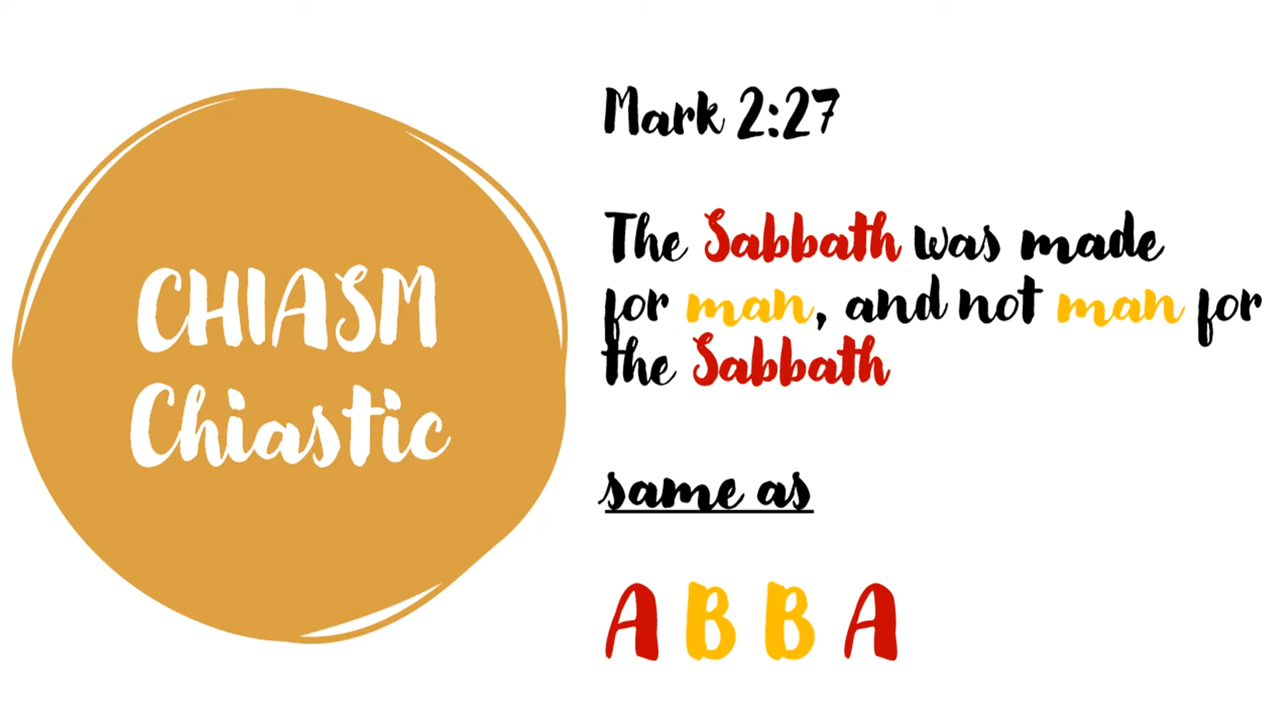 CHIASM
Chiastic
Mark 2:27
The Sabbath was made
for man, and not man for
the Sabbath
same as
A B B A